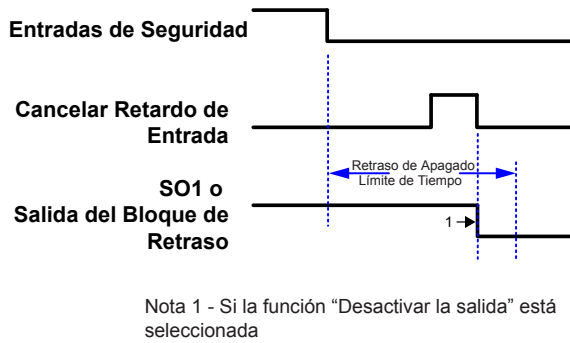 Entradas de Seguridad
Cancelar Retardo de
Entrada
Retraso de Apagado
Límite de Tiempo
SO1 o
Salida del Bloque de
Retraso
1
Nota 1 - Si la función “Desactivar la salida” está
seleccionada